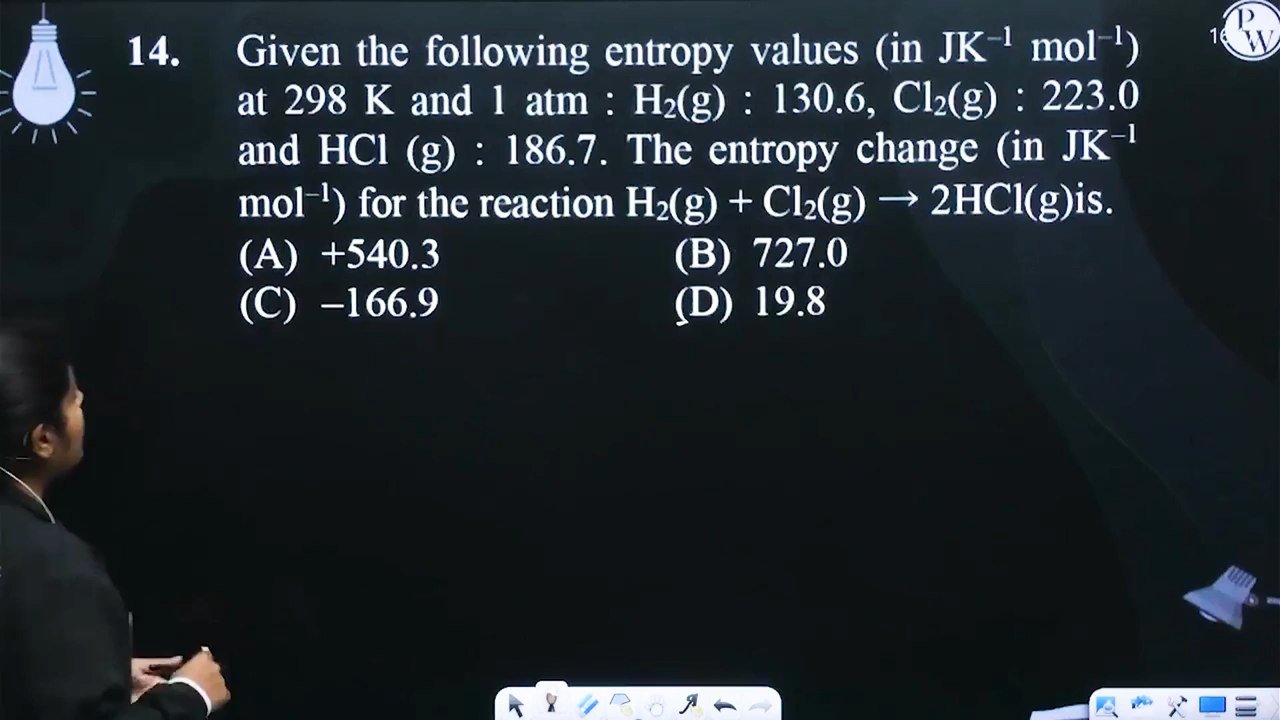 14. Given the following entropy values (in JK⁻¹ mol⁻¹)
at 298 K and 1 atm : H₂(g) : 130.6, Cl₂(g) : 223.0
and HCl (g) : 186.7. The entropy change (in JK⁻¹
mol⁻¹) for the reaction H₂(g) + Cl₂(g) → 2HCl(g)is.
(A) +540.3 (B) 727.0
(C) –166.9 (D) 19.8
P
W